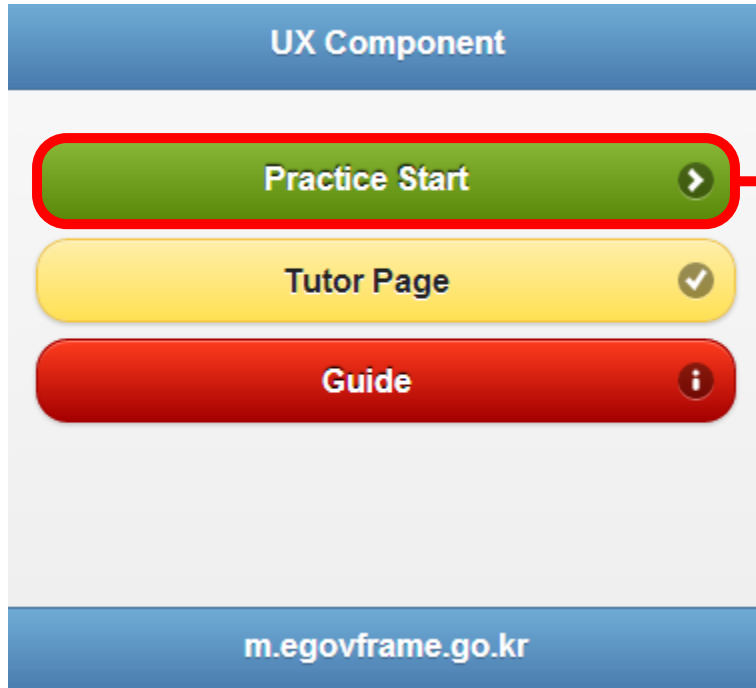 UX Component
Practice Start
Tutor Page
Guide
m.egovframe.go.kr